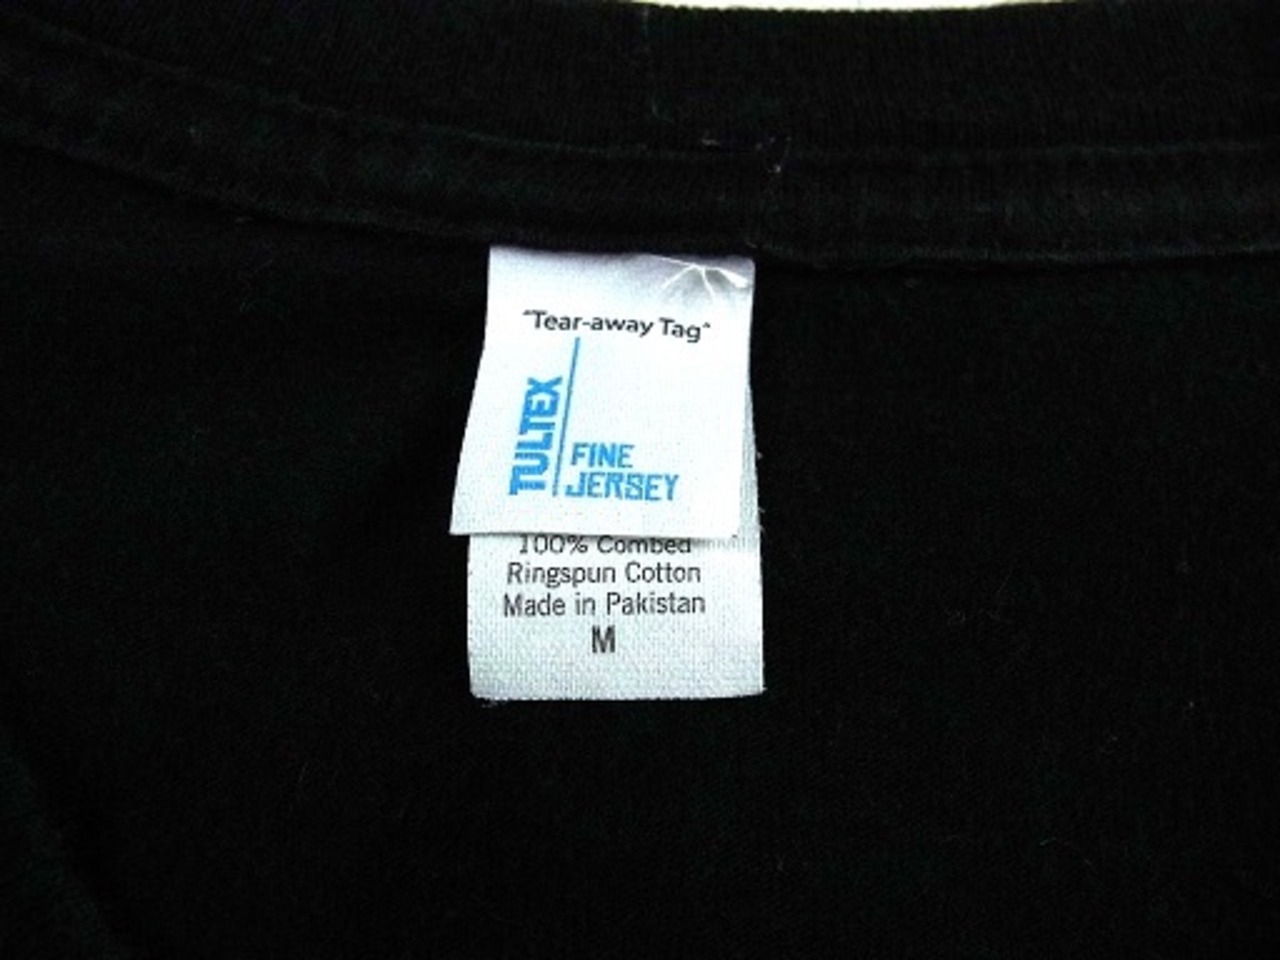 "Tear-away Tag"
TULTEX
FINE
JERSEY
100% Combed
Ringspun Cotton
Made in Pakistan
M